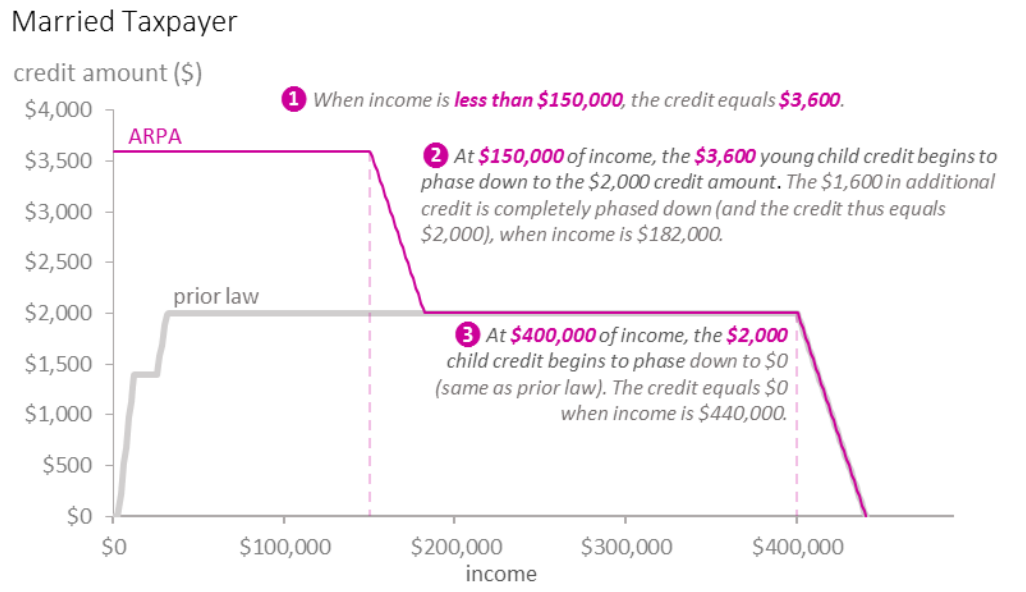 Married Taxpayer
credit amount ($)
$4,000
$3,500
$3,000
$2,500
$2,000
$1,500
$1,000
$500
$0
ARPA
prior law
1 When income is less than $150,000, the credit equals $3,600.
2 At $150,000 of income, the $3,600 young child credit begins to
phase down to the $2,000 credit amount. The $1,600 in additional
credit is completely phased down (and the credit thus equals
$2,000), when income is $182,000.
3 At $400,000 of income, the $2,000
child credit begins to phase down to $0
(same as prior law). The credit equals $0
when income is $440,000.
$0
$100,000
$200,000
$300,000
$400,000
income